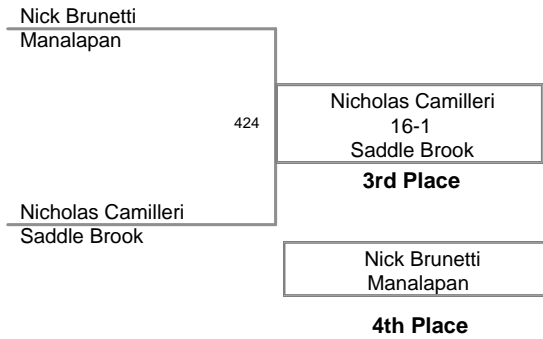 Nick Brunetti
Manalapan
424
Nicholas Camilleri
16-1
Saddle Brook
3rd Place
Nicholas Camilleri
Saddle Brook
Nick Brunetti
Manalapan
4th Place